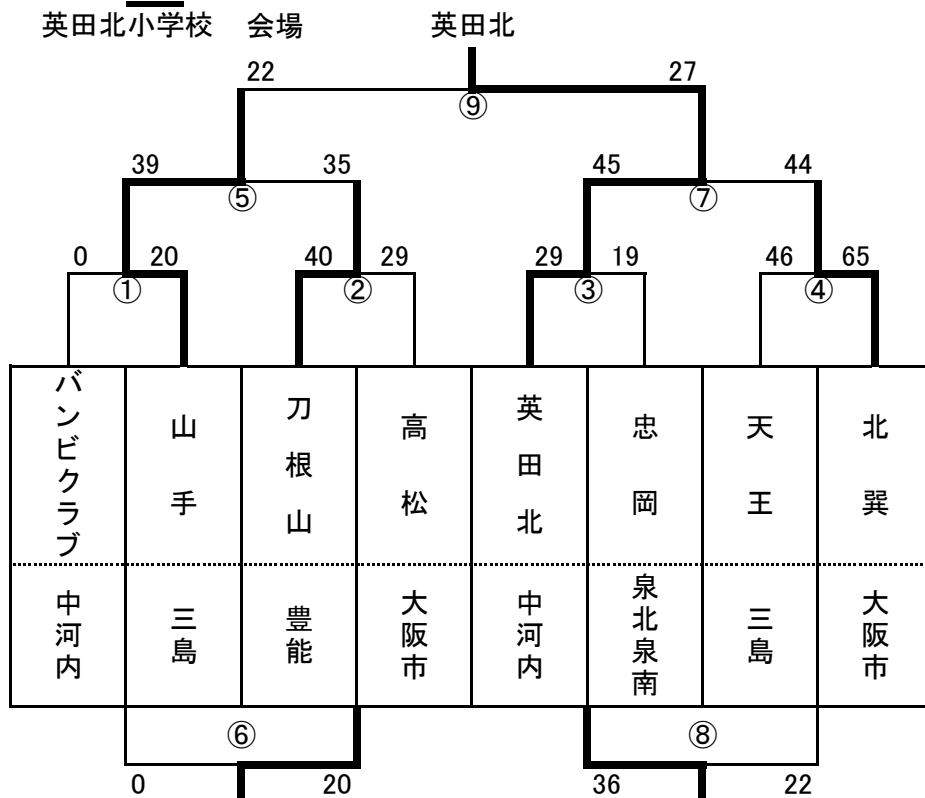 英田北小学校 会場 英田北
22 27
⑨
39 35 45 44
⑤ ⑦
0 20 40 29 29 19 46 65
① ② ③ ④
バンビクラブ 山手 刀根山 高松 英田北 忠岡 天王 北巽
中河内 三島 豊能 大阪市 中河内 泉北泉南 三島 大阪市
⑥ ⑧
0 20 36 22